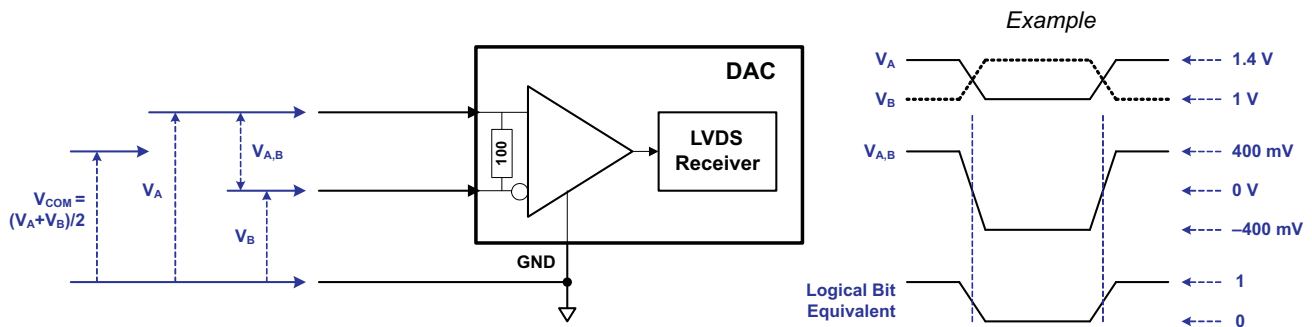 Example
DAC
V_A
1.4 V
V_B
1 V
V_A,B
100
LVDS
Receiver
V_A,B
400 mV
V_COM =
(V_A+V_B)/2
V_A
0 V
V_B
–400 mV
GND
Logical Bit
Equivalent
1
0